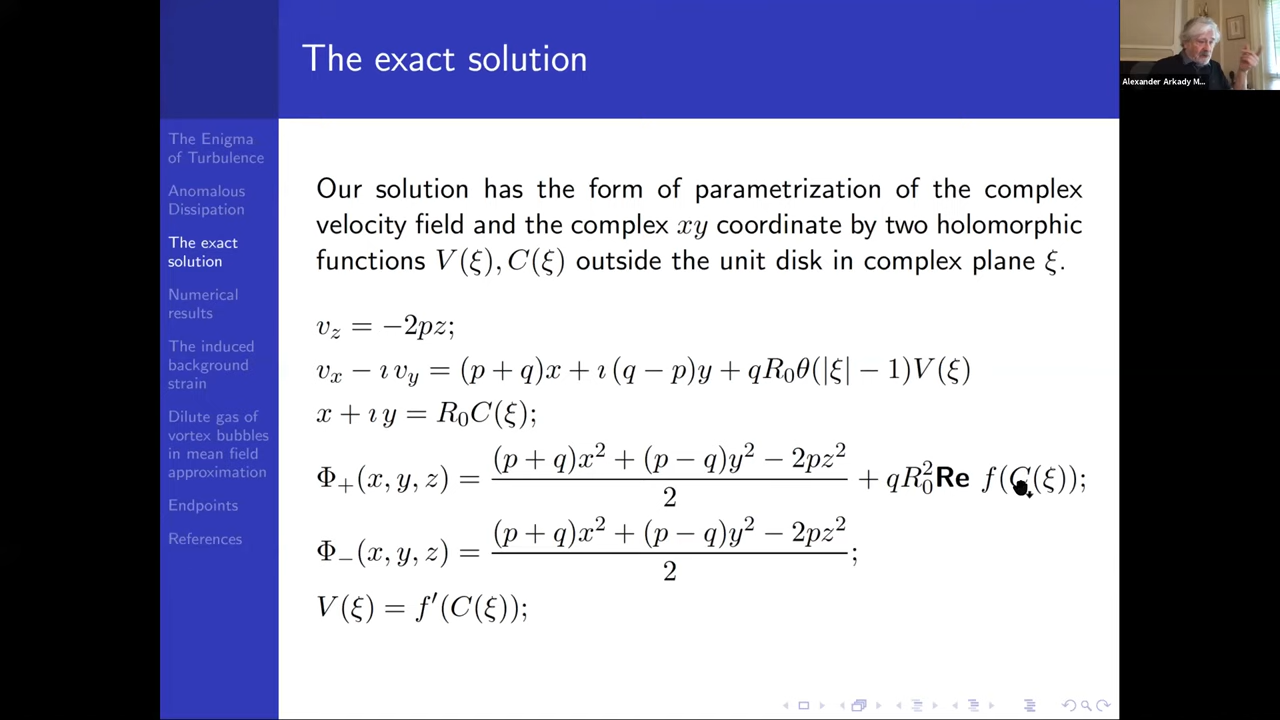 The exact solution
Alexander Arkady M...
The Enigma
of Turbulence
Anomalous
Dissipation
The exact
solution
Numerical
results
The induced
background
strain
Dilute gas of
vortex bubbles
in mean field
approximation
Endpoints
References
Our solution has the form of parametrization of the complex
velocity field and the complex xy coordinate by two holomorphic
functions V(ξ), C(ξ) outside the unit disk in complex plane ξ.
v_z = −2pz;
v_x − ı v_y = (p + q)x + ı (q − p)y + qR_0θ(|ξ| − 1)V(ξ)
x + ı y = R_0C(ξ);
Φ_+(x, y, z) = \frac{(p + q)x^2 + (p − q)y^2 − 2pz^2}{2} + qR_0^2 Re f(C(ξ));
Φ_−(x, y, z) = \frac{(p + q)x^2 + (p − q)y^2 − 2pz^2}{2};
V(ξ) = f′(C(ξ));